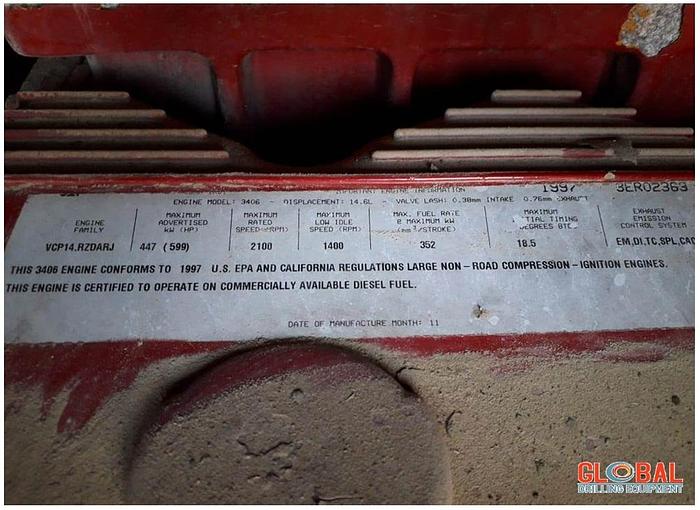 IMPORTANT ENGINE INFORMATION 1997 3ER02363
ENGINE MODEL: 3406 - DISPLACEMENT: 14.6L - VALVE LASH: 0.38mm INTAKE 0.76mm EXHAUST
ENGINE FAMILY MAXIMUM ADVERTISED kW (HP) MAXIMUM RATED SPEED (RPM) MAXIMUM LOW IDLE SPEED (RPM) MAX. FUEL RATE @ MAXIMUM kW (mm³/STROKE) MAXIMUM TIMING DEGREES BTC EXHAUST EMISSION CONTROL SYSTEM
VCP14.RZDARJ 447 (599) 2100 1400 352 18.5 EM,DI,TC,SPL,CAC
THIS 3406 ENGINE CONFORMS TO 1997 U.S. EPA AND CALIFORNIA REGULATIONS LARGE NON-ROAD COMPRESSION-IGNITION ENGINES.
THIS ENGINE IS CERTIFIED TO OPERATE ON COMMERCIALLY AVAILABLE DIESEL FUEL.
DATE OF MANUFACTURE MONTH: 11
GLOBAL
DRILLING EQUIPMENT